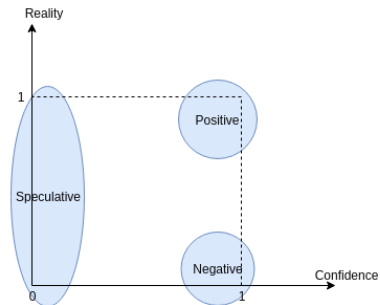 Reality
1
Positive
Speculative
Negative
Confidence
0
1